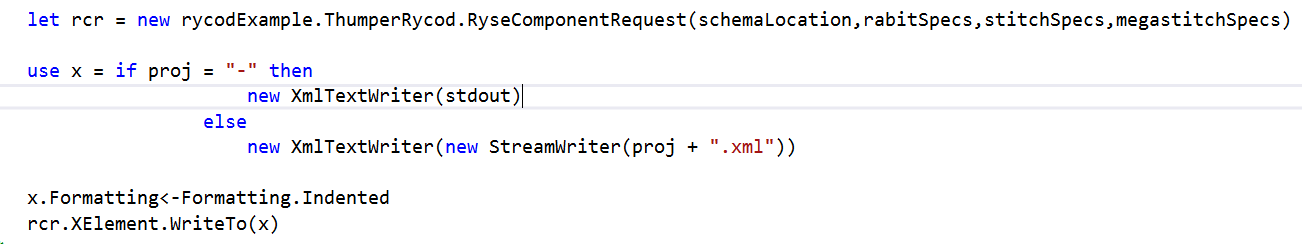 let rcr = new rycodExample.ThumperRycod.RyseComponentRequest(schemaLocation,rabitSpecs,stitchSpecs,megastitchSpecs)
use x = if proj = "-" then
new XmlTextWriter(stdout)
else
new XmlTextWriter(new StreamWriter(proj + ".xml"))
x.Formatting<-Formatting.Indented
rcr.XElement.WriteTo(x)